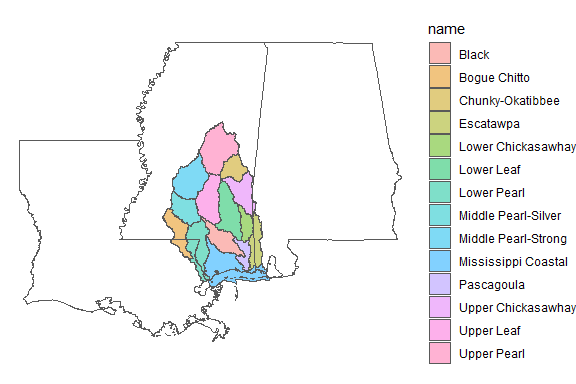 name
Black
Bogue Chitto
Chunky-Okatibbee
Escatawpa
Lower Chickasawhay
Lower Leaf
Lower Pearl
Middle Pearl-Silver
Middle Pearl-Strong
Mississippi Coastal
Pascagoula
Upper Chickasawhay
Upper Leaf
Upper Pearl